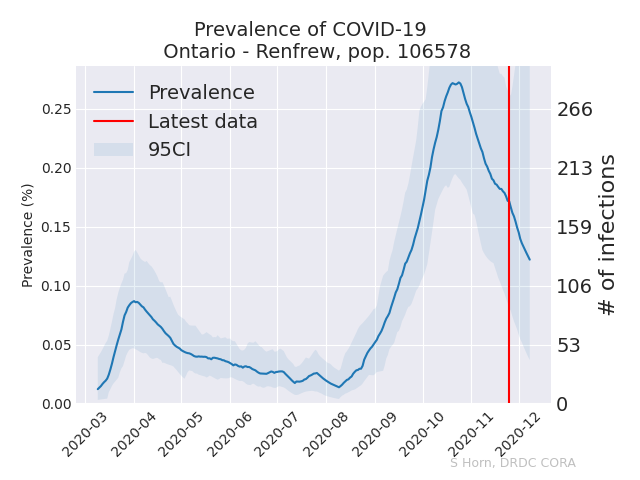 Prevalence of COVID-19
Ontario - Renfrew, pop. 106578
Prevalence
Latest data
95CI
Prevalence (%)
0.25
0.20
0.15
0.10
0.05
0.00
266
213
159
106
53
0
# of infections
2020-03
2020-04
2020-05
2020-06
2020-07
2020-08
2020-09
2020-10
2020-11
2020-12
S Horn, DRDC CORA